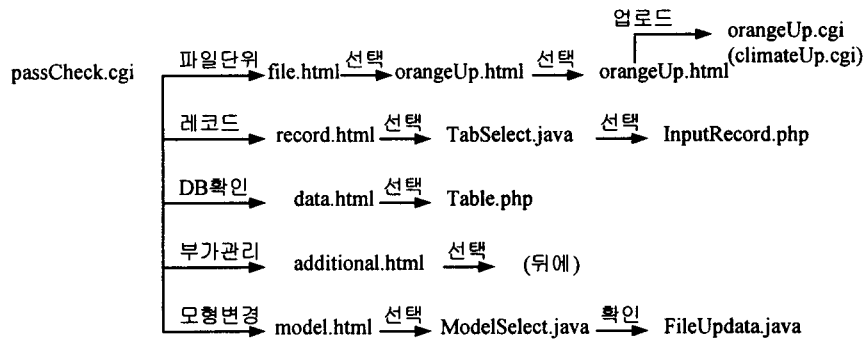 업로드
orangeUp.cgi
(climateUp.cgi)
passCheck.cgi 파일단위 file.html 선택 orangeUp.html 선택 orangeUp.html
레코드 record.html 선택 TabSelect.java 선택 InputRecord.php
DB확인 data.html 선택 Table.php
부가관리 additional.html 선택 (뒤에)
모형변경 model.html 선택 ModelSelect.java 확인 FileUpdata.java